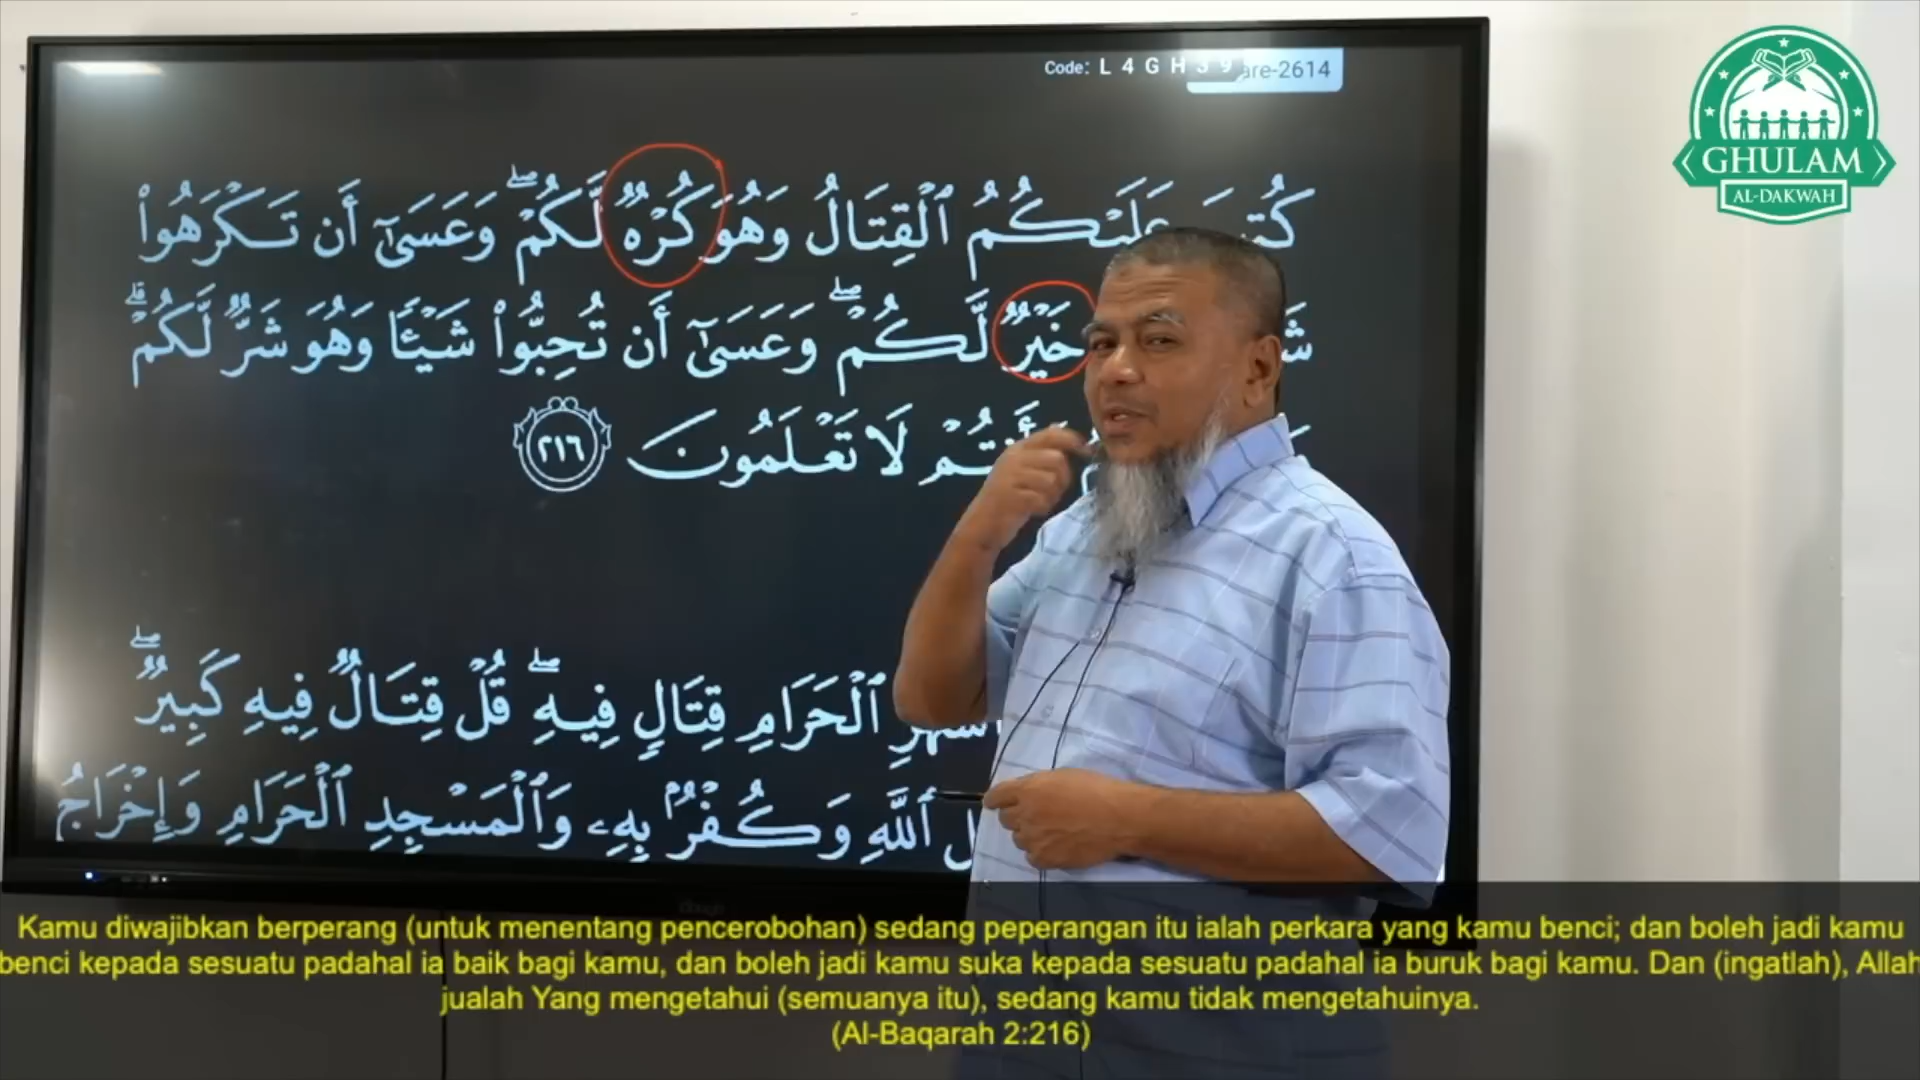 Code: L 4 G H 3 9 are-2614
GHULAM
AL-DAKWAH
عَلَيْكُمُ ٱلْقِتَالُ وَهُوَ كُرْهٌ لَّكُمْ ۖ وَعَسَىٰٓ أَن تَكْرَهُوا۟
خَيْرٌ لَّكُمْ ۖ وَعَسَىٰٓ أَن تُحِبُّوا۟ شَيْـًٔا وَهُوَ شَرٌّ لَّكُمْ ۗ
لَا تَعْلَمُونَ ٢١٦
ٱلْحَرَامِ قِتَالٍ فِيهِ ۖ قُلْ قِتَالٌ فِيهِ كَبِيرٌ ۖ
ٱللَّهِ وَكُفْرٌۢ بِهِۦ وَٱلْمَسْجِدِ ٱلْحَرَامِ وَإِخْرَاجُ
Kamu diwajibkan berperang (untuk menentang pencerobohan) sedang peperangan itu ialah perkara yang kamu benci; dan boleh jadi kamu
benci kepada sesuatu padahal ia baik bagi kamu, dan boleh jadi kamu suka kepada sesuatu padahal ia buruk bagi kamu. Dan (ingatlah), Allah
jualah Yang mengetahui (semuanya itu), sedang kamu tidak mengetahuinya.
(Al-Baqarah 2:216)